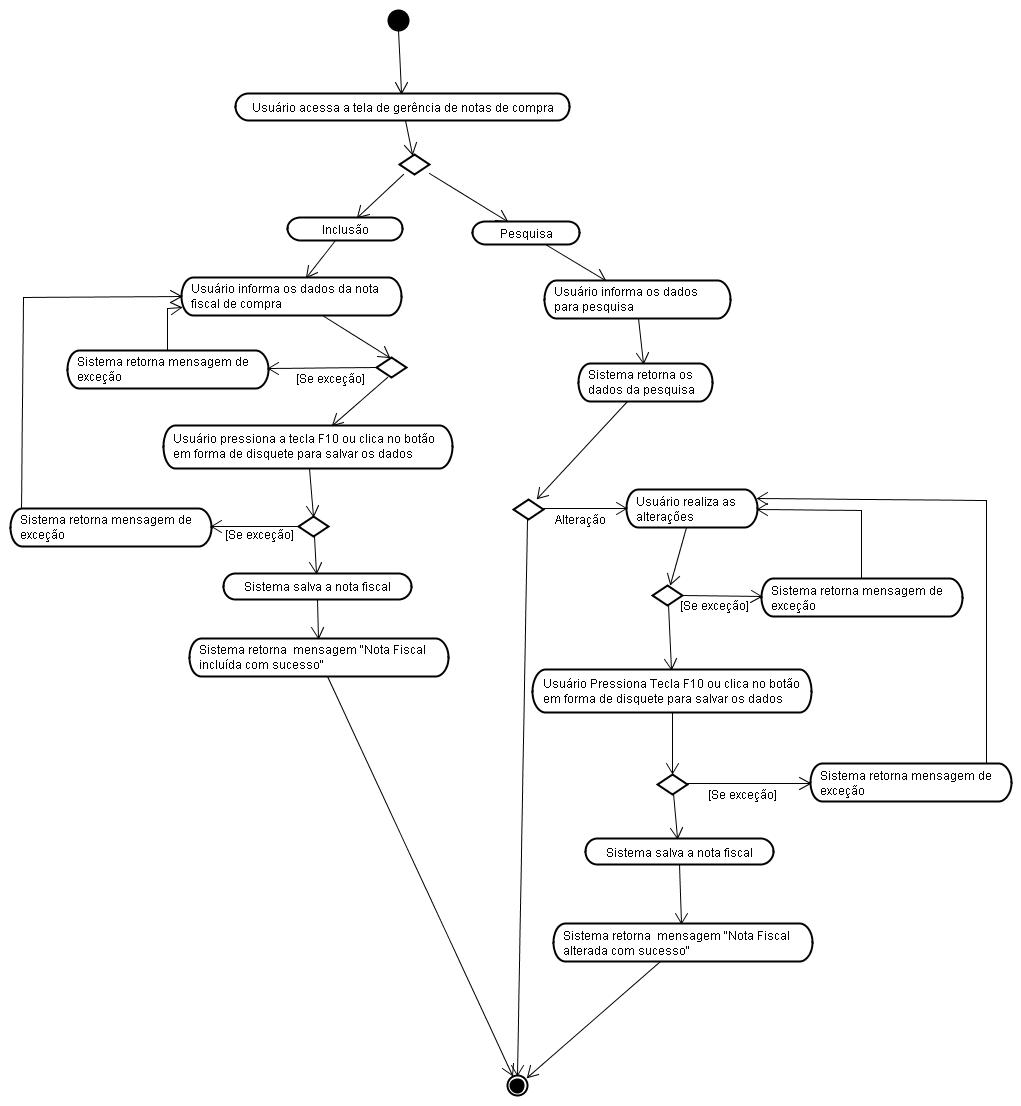 Usuário acessa a tela de gerência de notas de compra
Inclusão
Pesquisa
Usuário informa os dados da nota
fiscal de compra
Usuário informa os dados
para pesquisa
Sistema retorna mensagem de
exceção
[Se exceção]
Sistema retorna os
dados da pesquisa
Usuário pressiona a tecla F10 ou clica no botão
em forma de disquete para salvar os dados
Sistema retorna mensagem de
exceção
[Se exceção]
Alteração
Usuário realiza as
alterações
Sistema salva a nota fiscal
[Se exceção]
Sistema retorna mensagem de
exceção
Sistema retorna  mensagem "Nota Fiscal
incluída com sucesso"
Usuário Pressiona Tecla F10 ou clica no botão
em forma de disquete para salvar os dados
[Se exceção]
Sistema retorna mensagem de
exceção
Sistema salva a nota fiscal
Sistema retorna  mensagem "Nota Fiscal
alterada com sucesso"